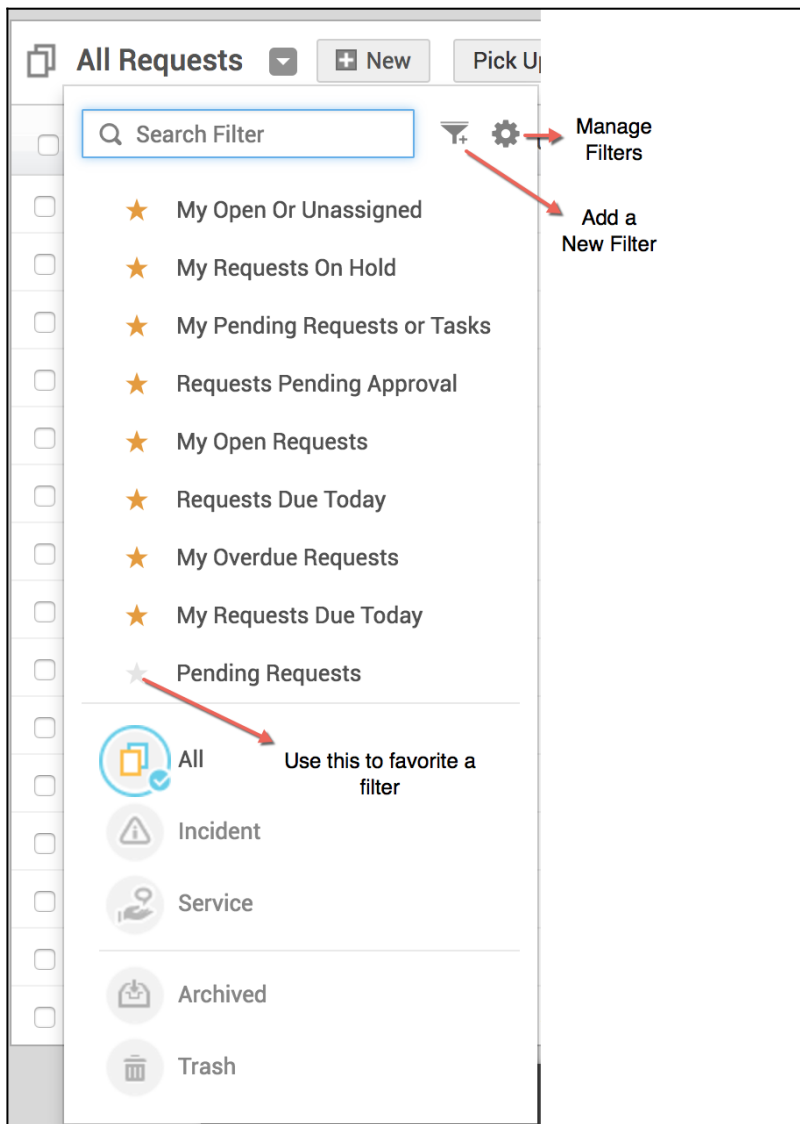 All Requests
New
Pick Up
Search Filter
Manage
Filters
Add a
New Filter
My Open Or Unassigned
My Requests On Hold
My Pending Requests or Tasks
Requests Pending Approval
My Open Requests
Requests Due Today
My Overdue Requests
My Requests Due Today
Pending Requests
All
Use this to favorite a
filter
Incident
Service
Archived
Trash